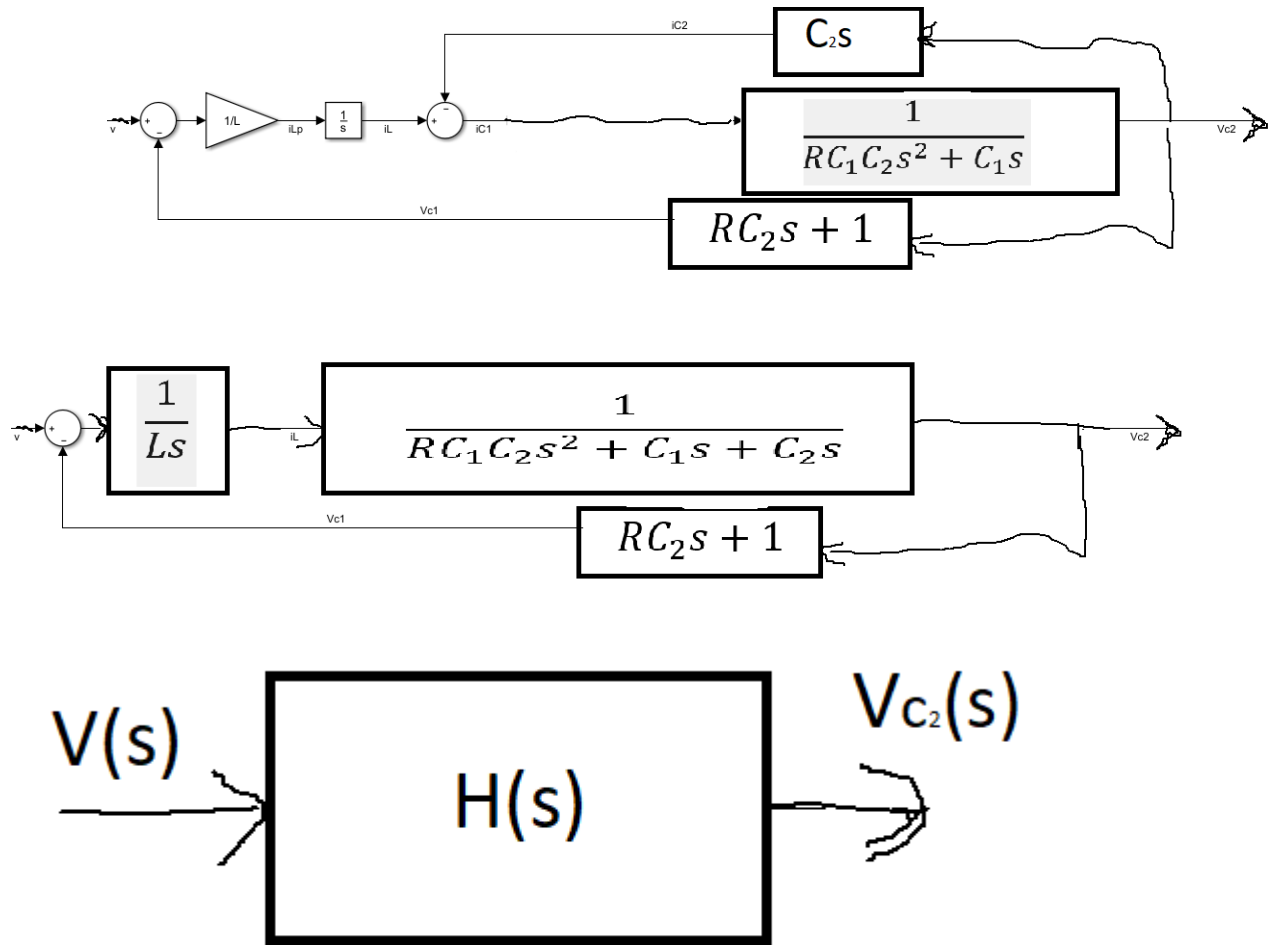 iC2
C₂s
v
+
−
1/L
iLp
1/s
iL
+
−
iC1
1/(RC₁C₂s² + C₁s)
Vc2
Vc1
RC₂s + 1
v
+
−
1/(Ls)
iL
1/(RC₁C₂s² + C₁s + C₂s)
Vc2
Vc1
RC₂s + 1
V(s)
H(s)
Vc₂(s)